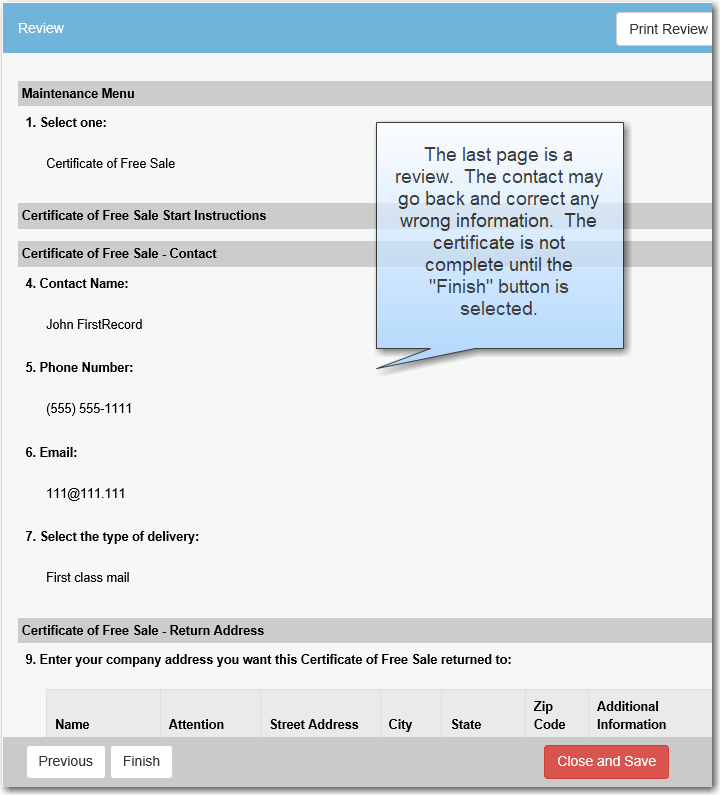 Review
Print Review
Maintenance Menu
1. Select one:
Certificate of Free Sale
The last page is a
review.  The contact may
go back and correct any
wrong information.  The
certificate is not
complete until the
"Finish" button is
selected.
Certificate of Free Sale Start Instructions
Certificate of Free Sale - Contact
4. Contact Name:
John FirstRecord
5. Phone Number:
(555) 555-1111
6. Email:
111@111.111
7. Select the type of delivery:
First class mail
Certificate of Free Sale - Return Address
9. Enter your company address you want this Certificate of Free Sale returned to:
Name Attention Street Address City State Zip Code Additional Information
Previous Finish Close and Save